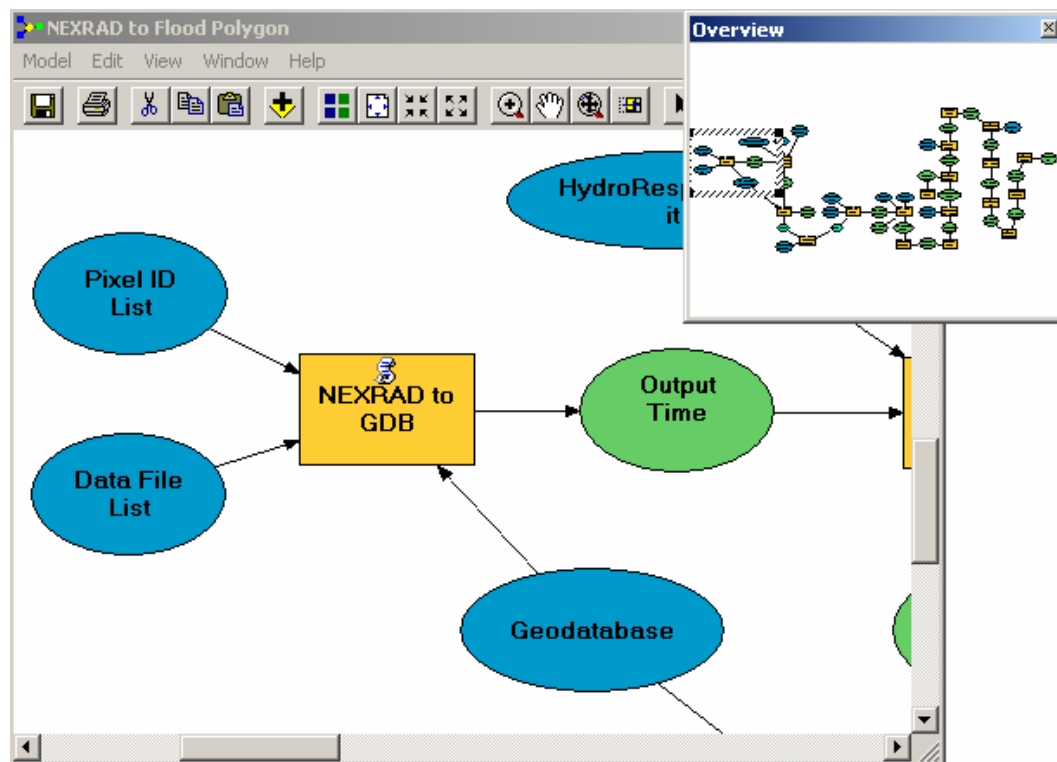 NEXRAD to Flood Polygon
Overview
Model Edit View Window Help
HydroResp
it
Pixel ID
List
NEXRAD to
GDB
Output
Time
Data File
List
Geodatabase